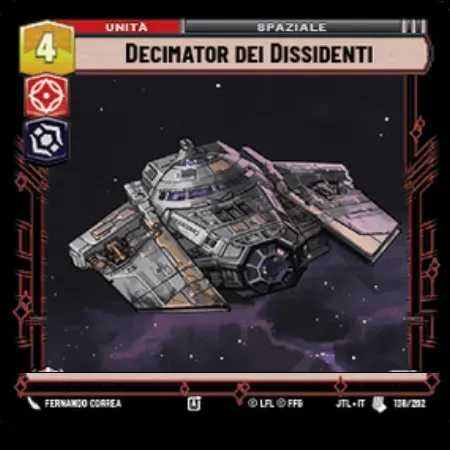 UNITÀ SPAZIALE
4
DECIMATOR DEI DISSIDENTI
FERNANDO CORREA
© LFL © FFG JTL • IT 138/262